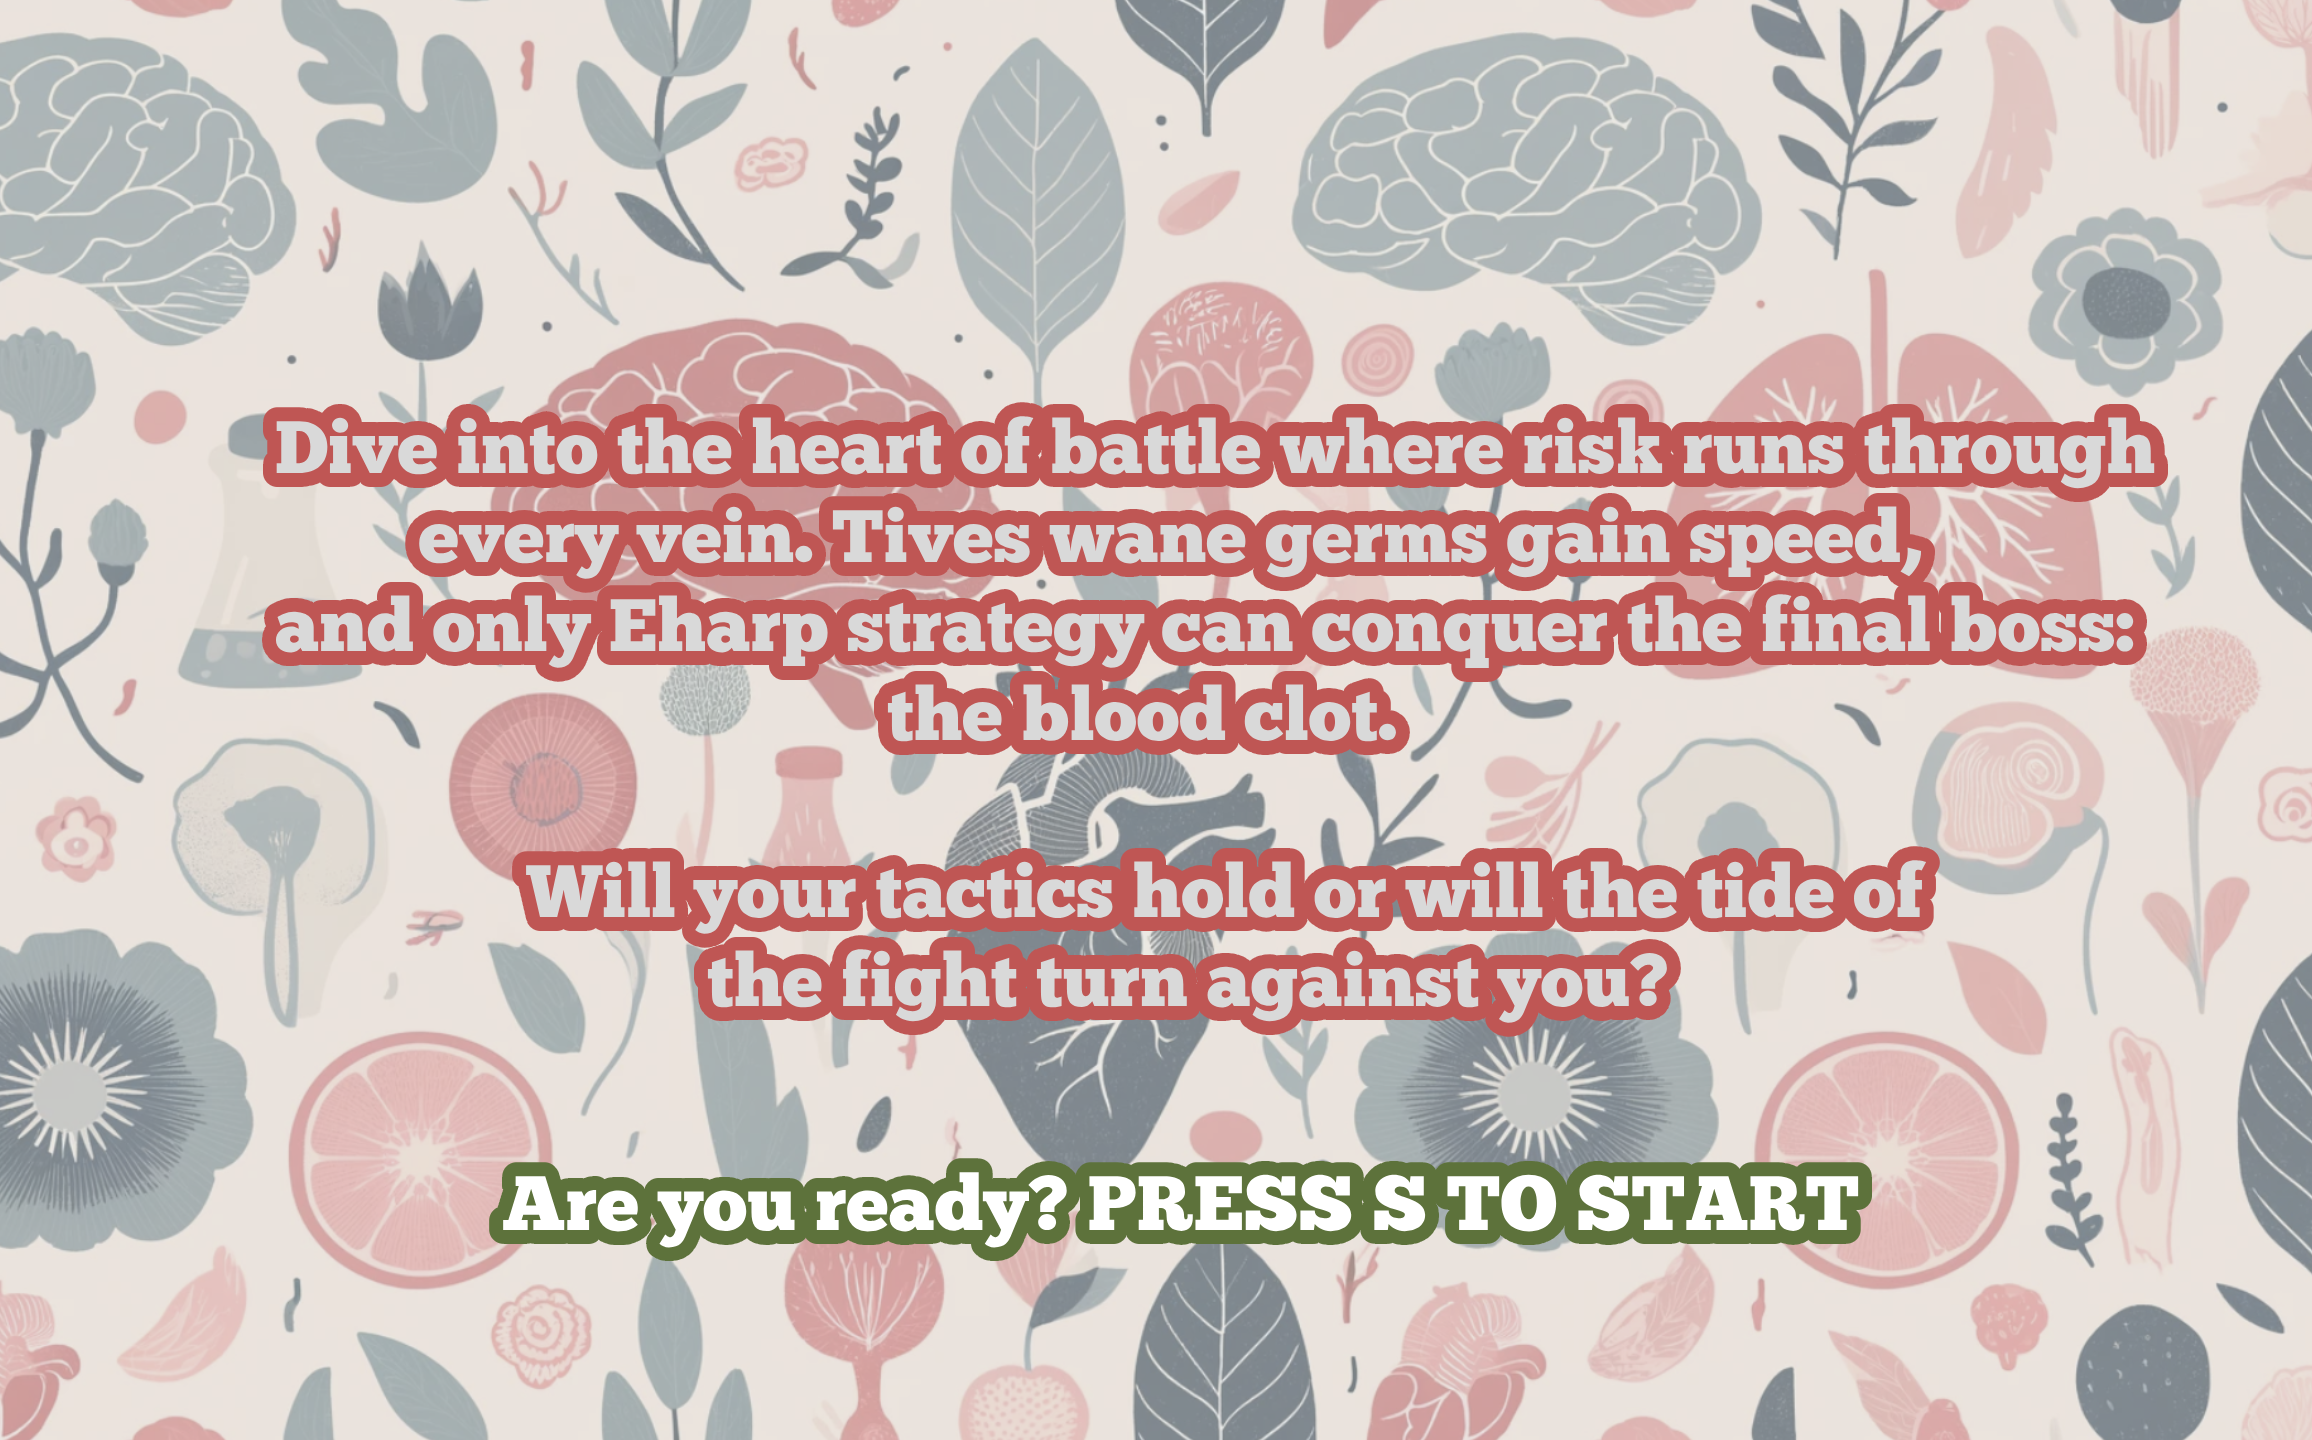 Dive into the heart of battle where risk runs through
every vein. Tives wane germs gain speed,
and only Eharp strategy can conquer the final boss:
the blood clot.
Will your tactics hold or will the tide of
the fight turn against you?
Are you ready? PRESS S TO START